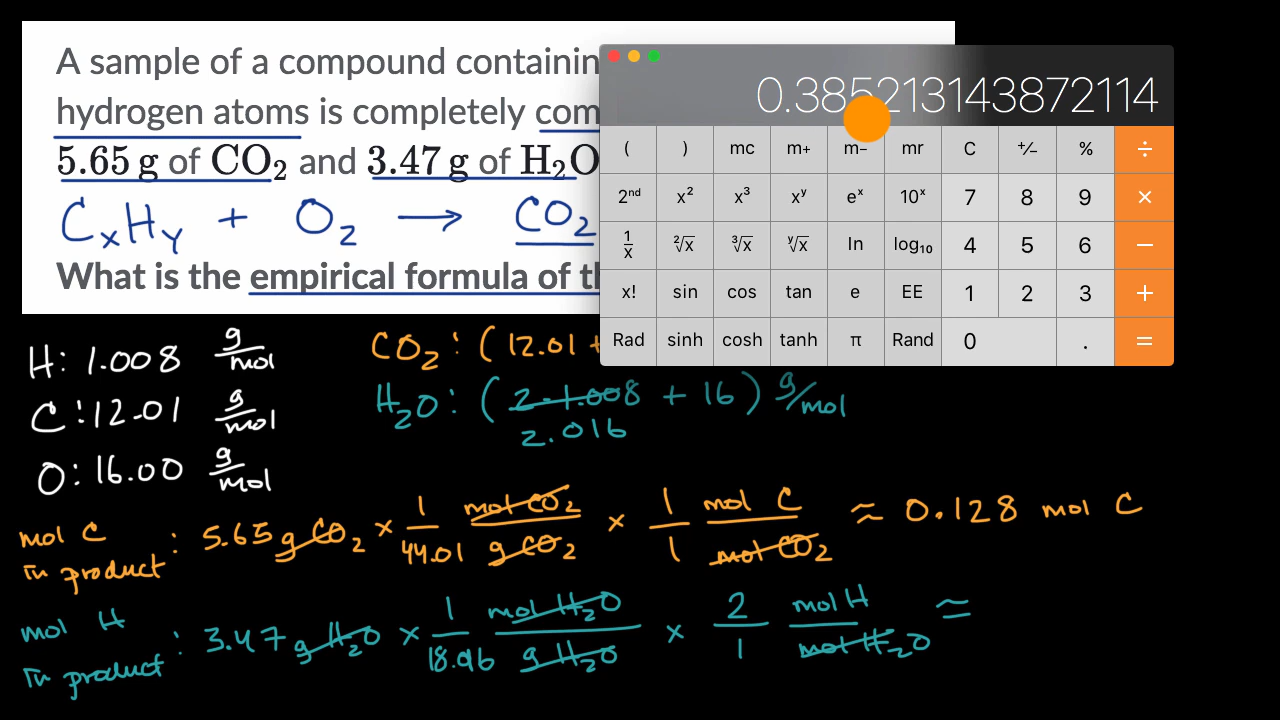 A sample of a compound containin
hydrogen atoms is completely com
5.65 g of CO₂ and 3.47 g of H₂O
CₓHᵧ + O₂ → CO₂
What is the empirical formula of th
0.385213143872114
( ) mc m+ m- mr C +/− % ÷
2ⁿᵈ x² x³ xʸ eˣ 10ˣ 7 8 9 ×
1/x ²√x ³√x ʸ√x ln log₁₀ 4 5 6 −
x! sin cos tan e EE 1 2 3 +
Rad sinh cosh tanh π Rand 0 . =
H: 1.008 g/mol
C: 12.01 g/mol
O: 16.00 g/mol
CO₂: (12.01 +
H₂O: (2·1.008 + 16) g/mol
2.016
mol C in product : 5.65 g CO₂ × 1/44.01 mol CO₂/g CO₂ × 1/1 mol C/mol CO₂ ≈ 0.128 mol C
mol H in product : 3.47 g H₂O × 1/18.96 mol H₂O/g H₂O × 2/1 mol H/mol H₂O ≈